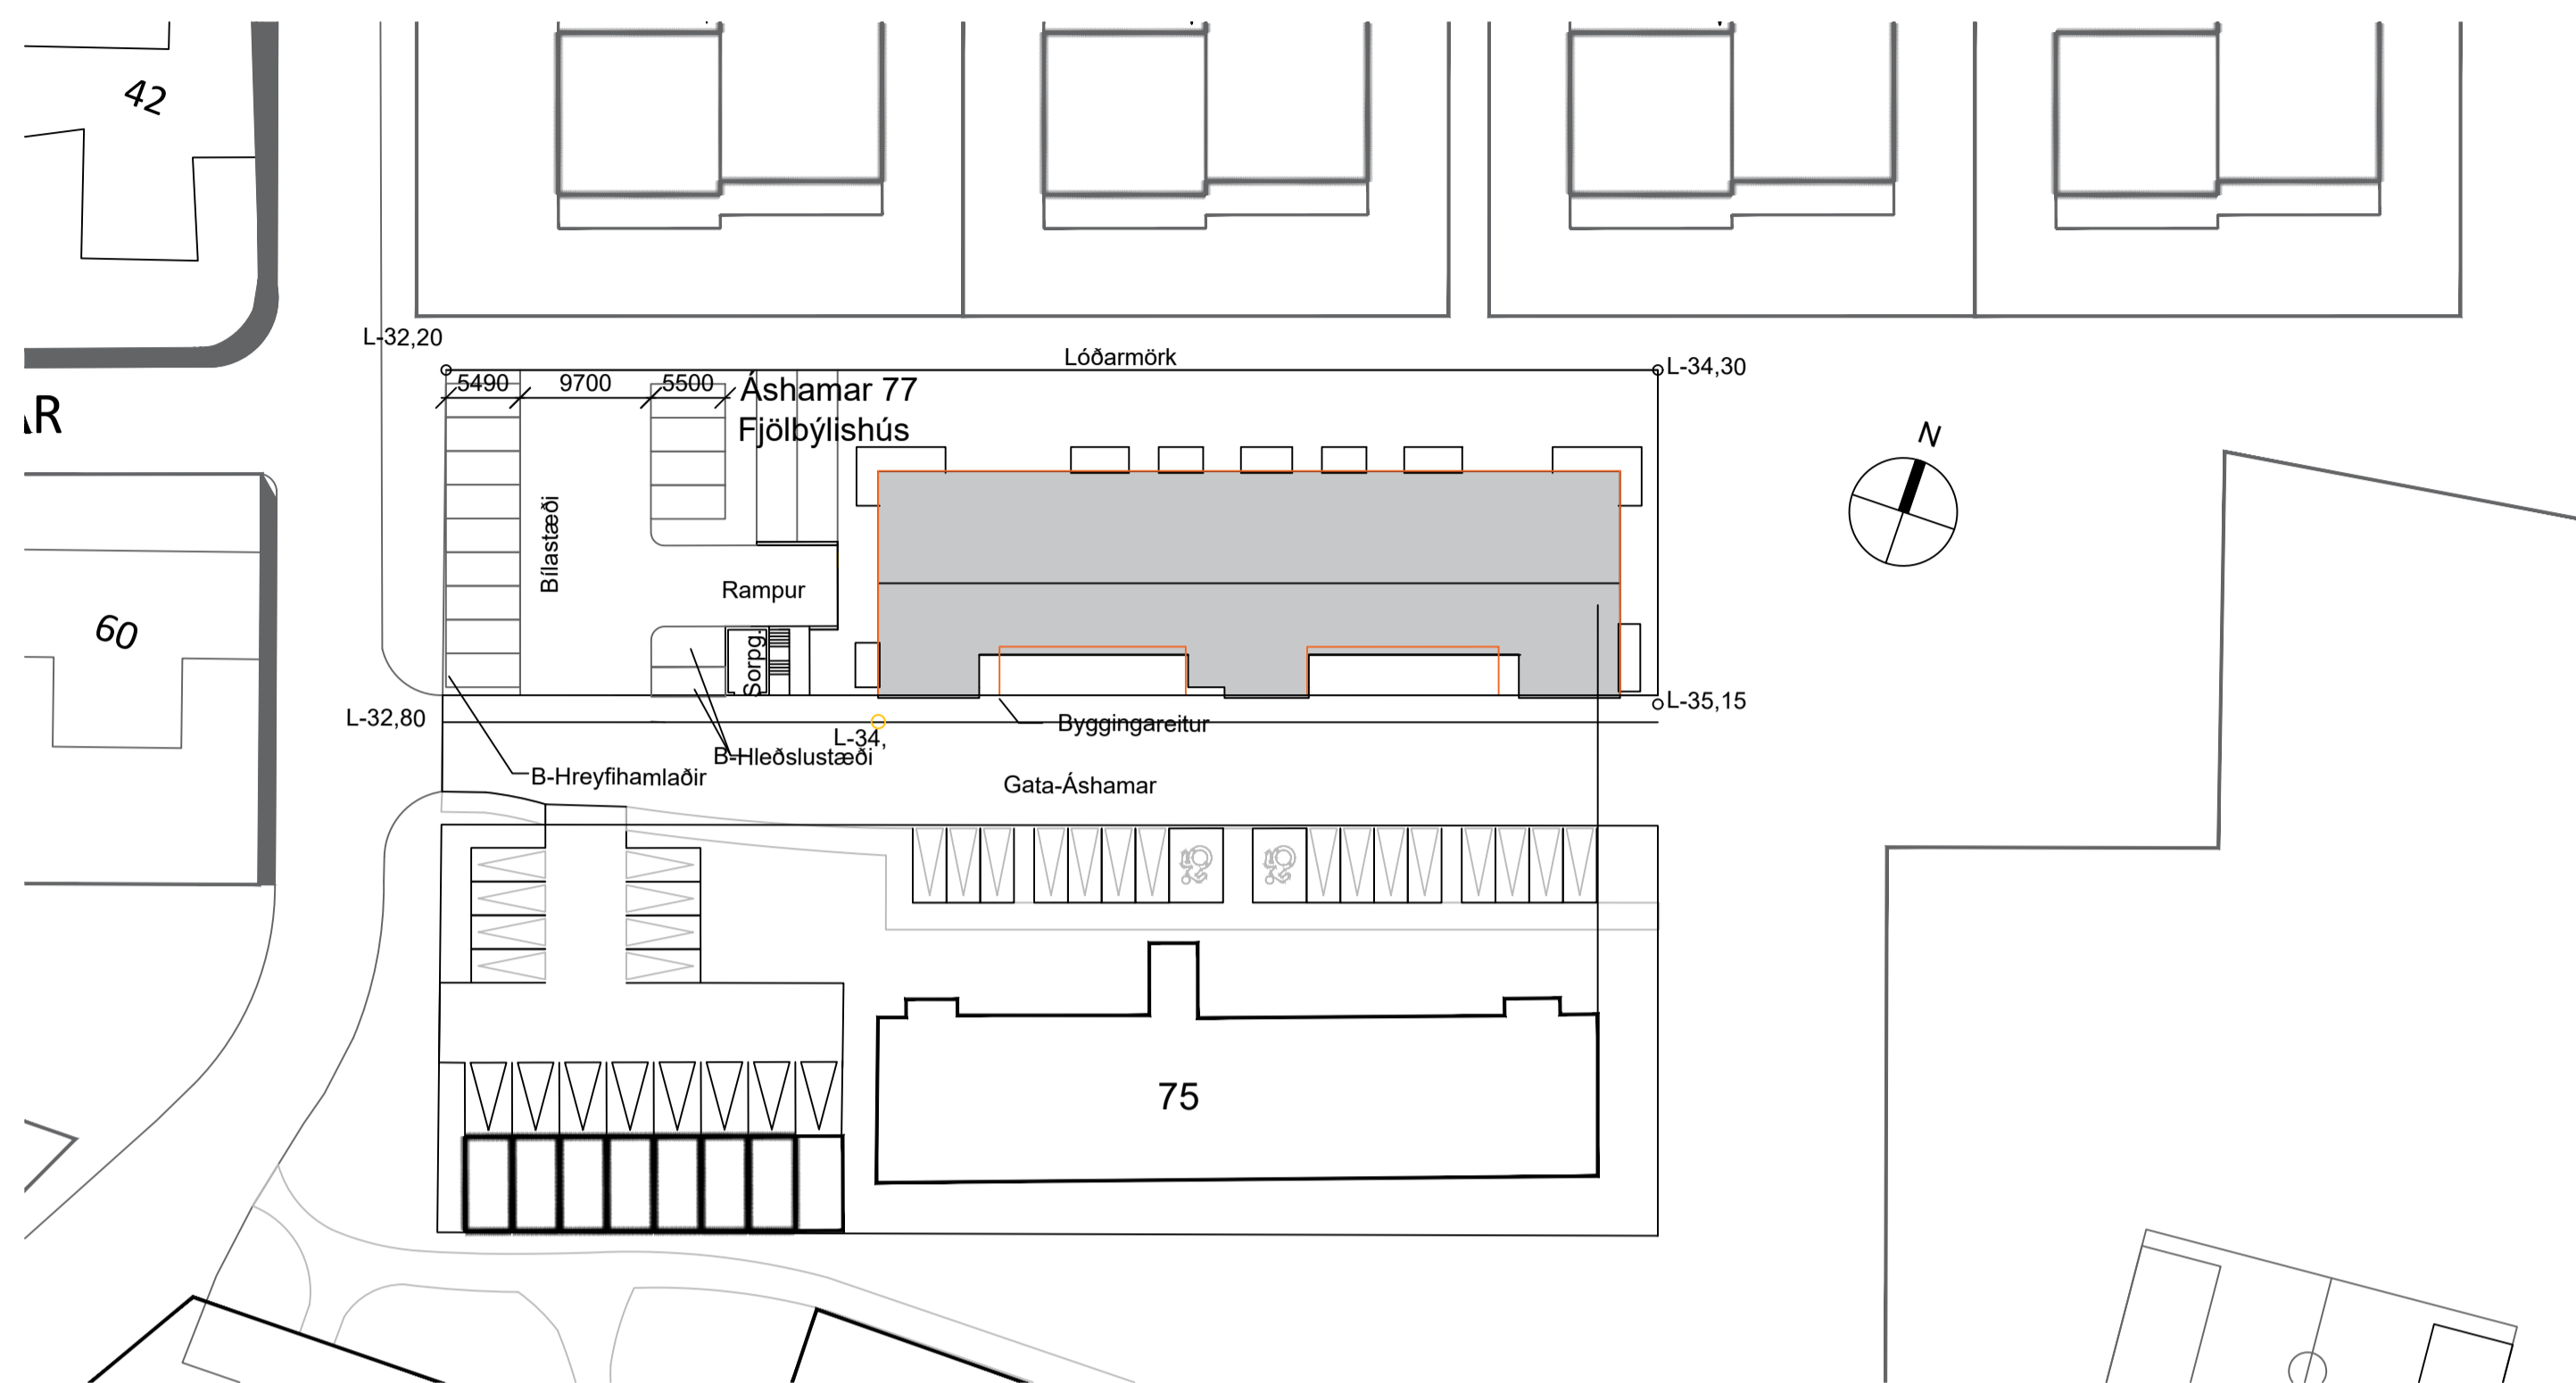 42
L-32,20
Lóðarmörk
L-34,30
5490
9700
5500
Áshamar 77
Fjölbýlishús
N
Bílastæði
Rampur
60
Sorpg.
L-32,80
L-34,
L-35,15
Byggingareitur
B-Hleðslustæði
B-Hreyfihamlaðir
Gata-Áshamar
75